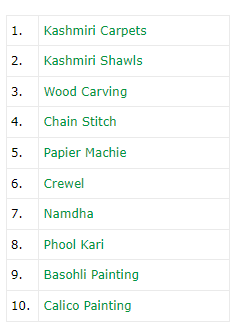 1. Kashmiri Carpets
2. Kashmiri Shawls
3. Wood Carving
4. Chain Stitch
5. Papier Machie
6. Crewel
7. Namdha
8. Phool Kari
9. Basohli Painting
10. Calico Painting